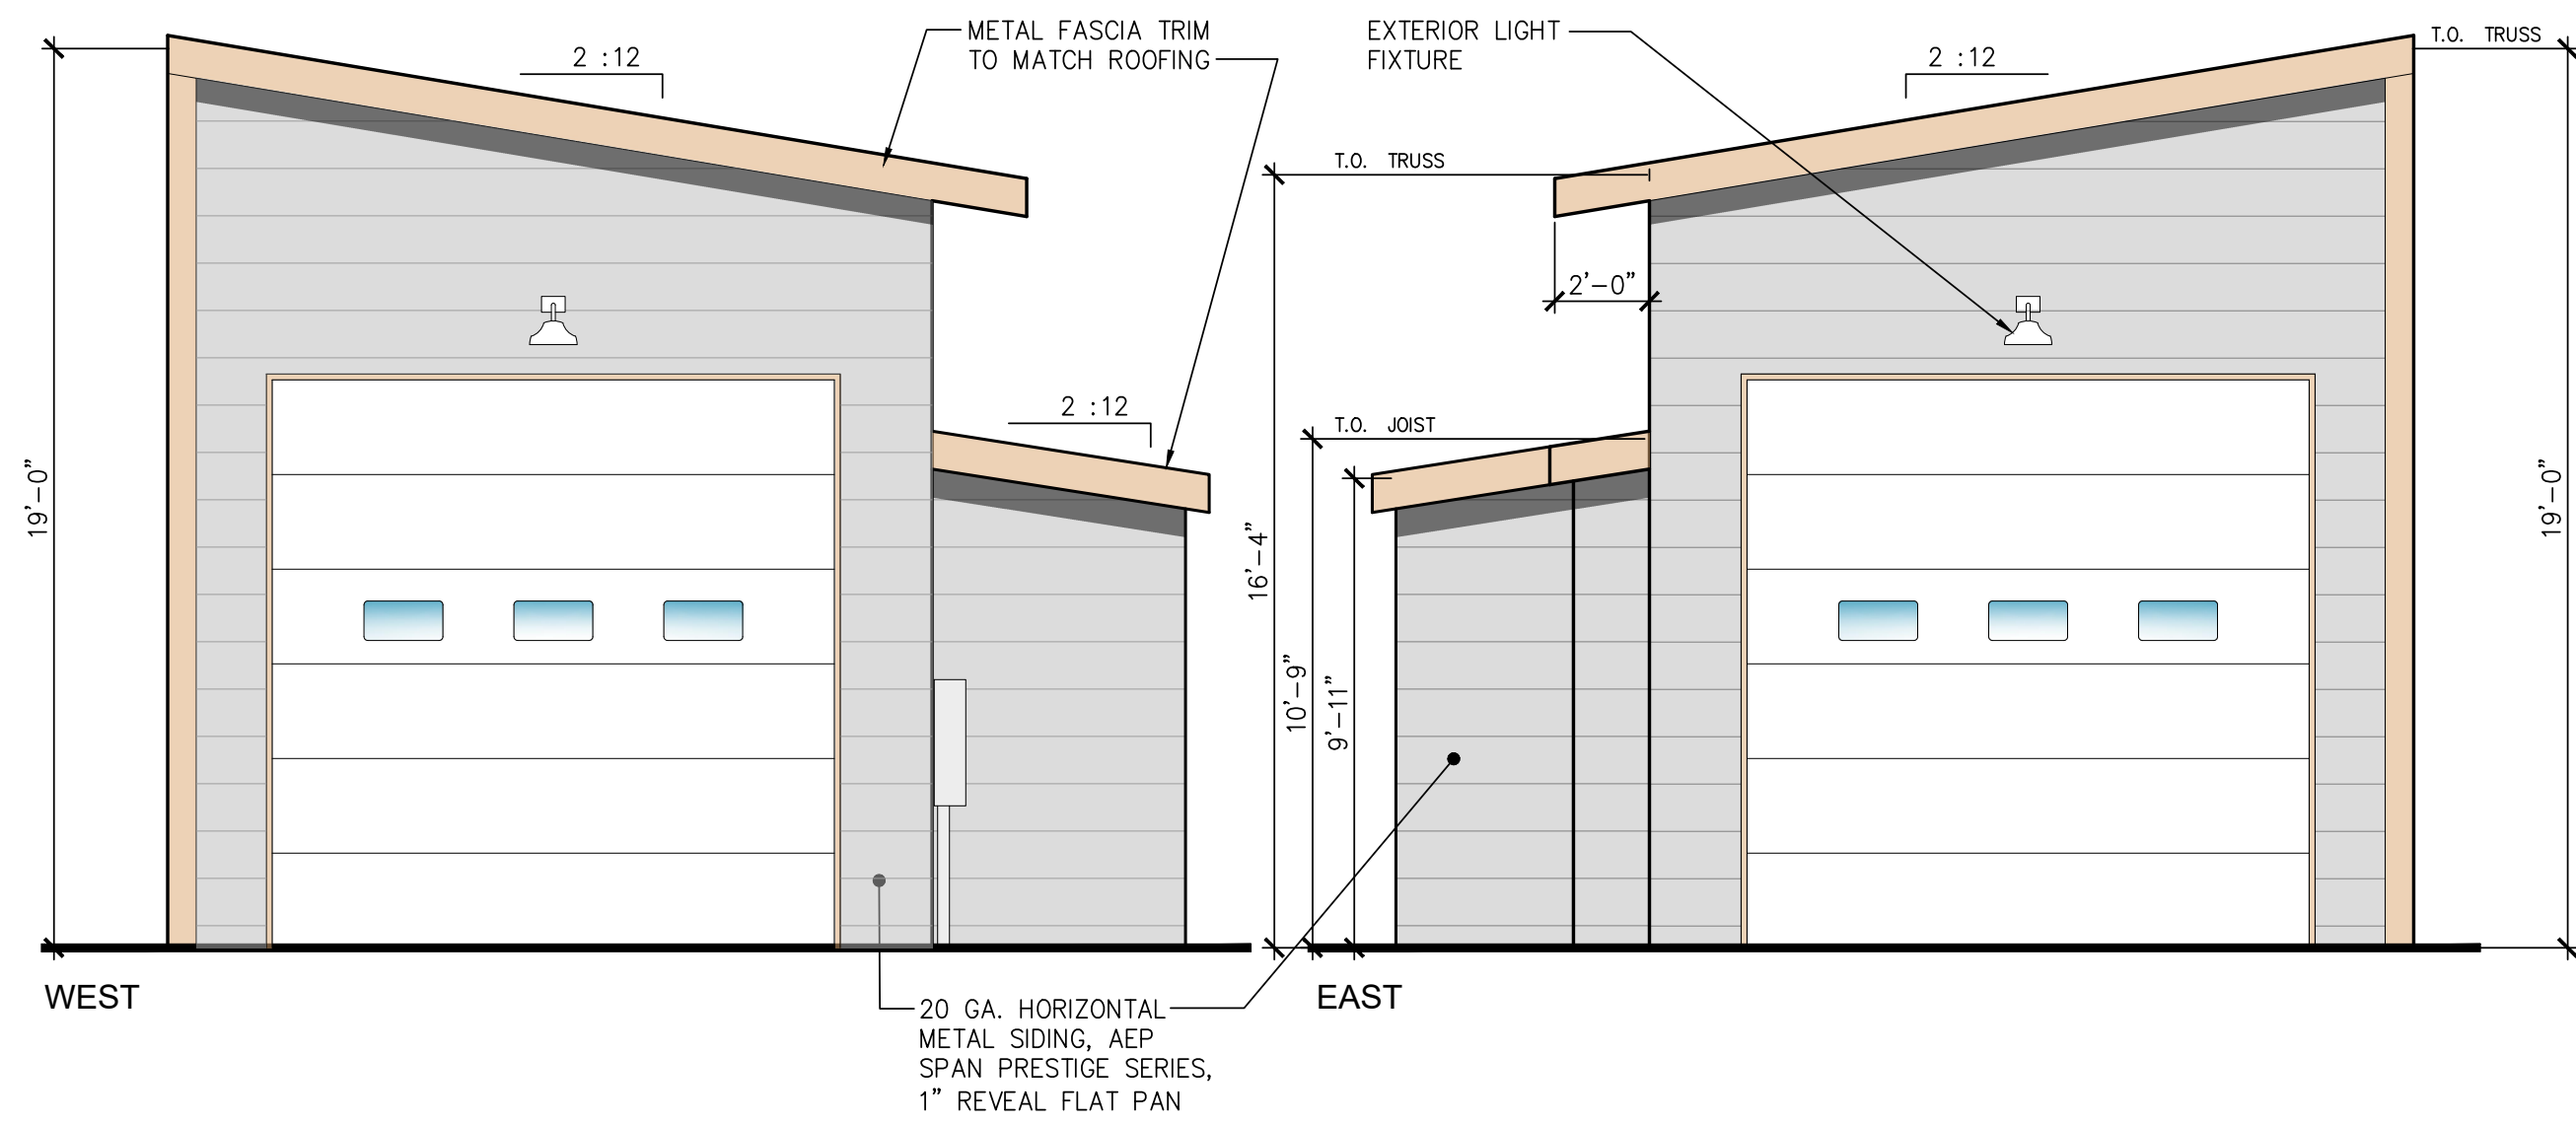 METAL FASCIA TRIM
TO MATCH ROOFING
EXTERIOR LIGHT
FIXTURE
T.O. TRUSS
2 :12
2 :12
T.O. TRUSS
2'-0"
2 :12
T.O. JOIST
19'-0"
16'-4"
10'-9"
9'-11"
19'-0"
WEST
EAST
20 GA. HORIZONTAL
METAL SIDING, AEP
SPAN PRESTIGE SERIES,
1" REVEAL FLAT PAN